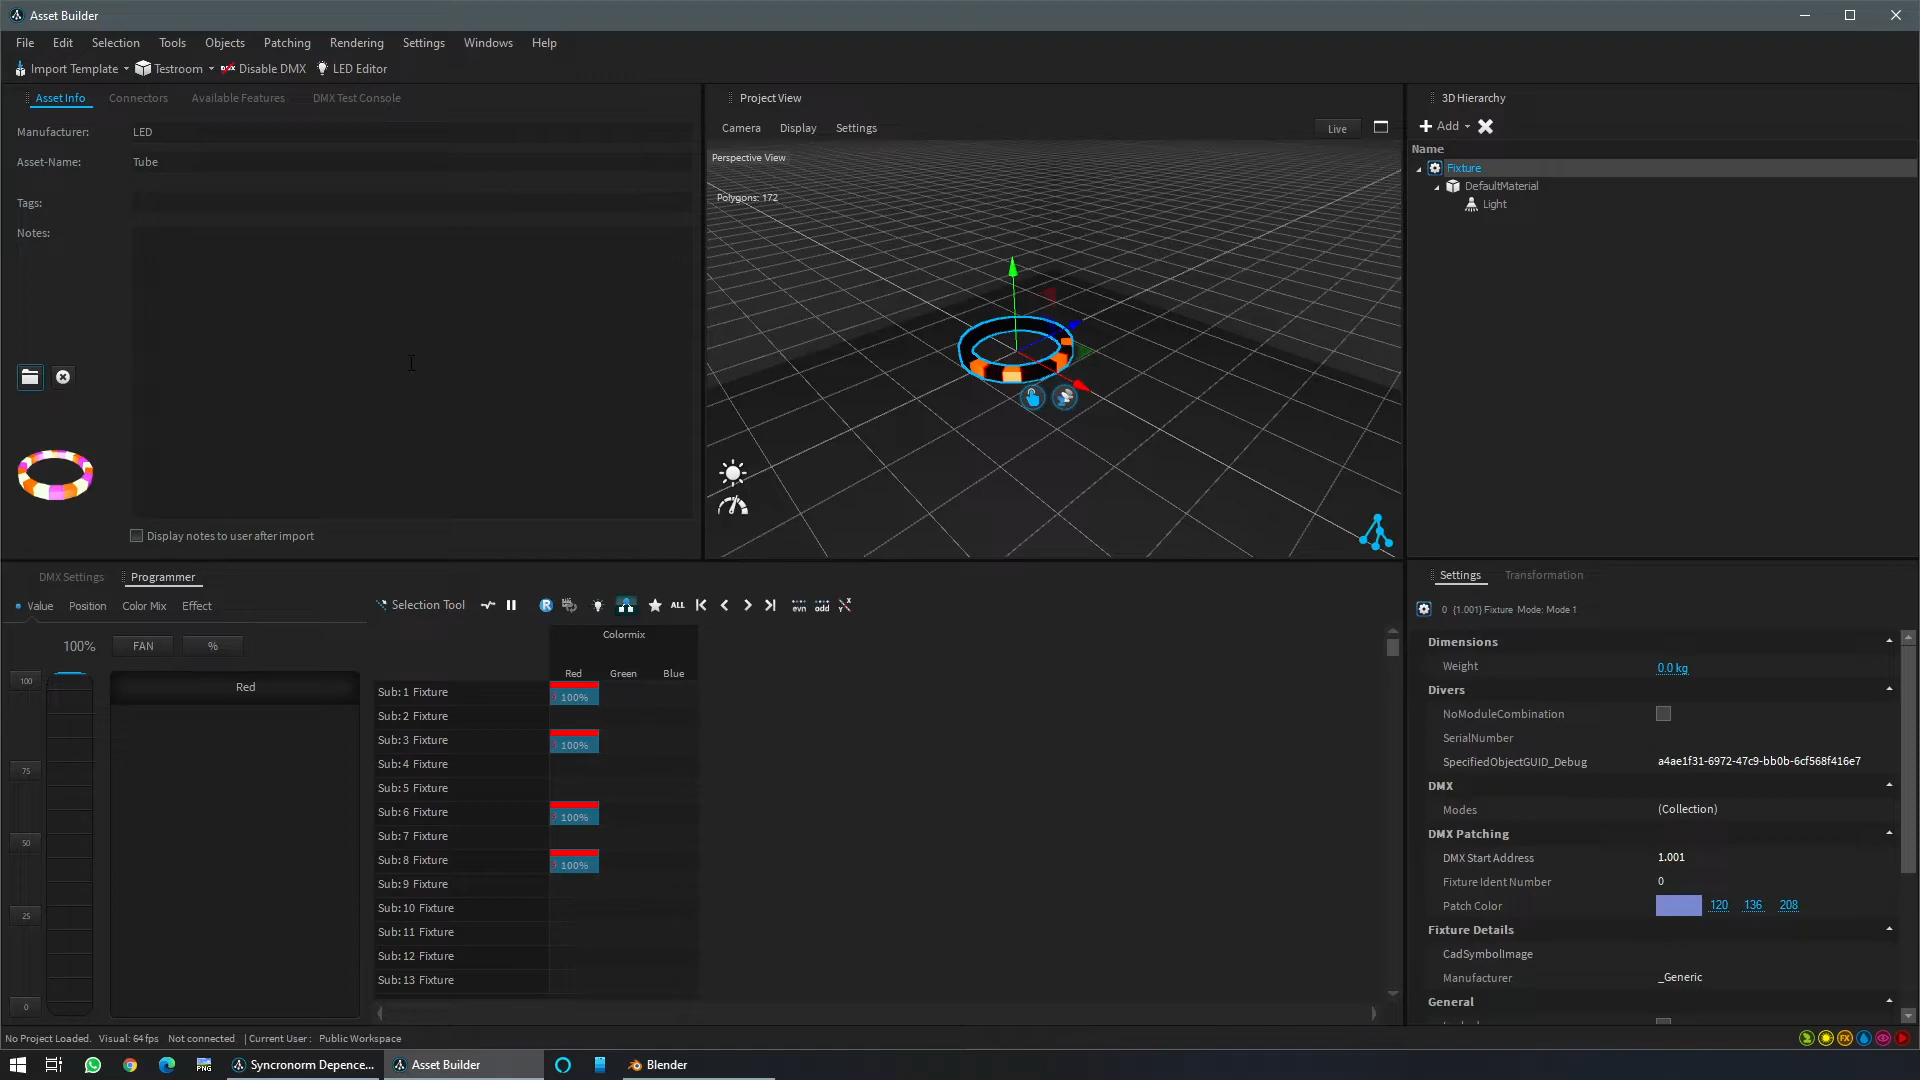 Asset Builder
File Edit Selection Tools Objects Patching Rendering Settings Windows Help
Import Template Testroom Disable DMX LED Editor
Asset Info Connectors Available Features DMX Test Console
Manufacturer: LED
Asset-Name: Tube
Tags:
Notes:
Display notes to user after import
Project View
Camera Display Settings Live
Perspective View
Polygons: 172
3D Hierarchy
Add
Name
Fixture
DefaultMaterial
Light
DMX Settings Programmer
Value Position Color Mix Effect
Selection Tool R ALL evn odd
100% FAN %
100
75
50
25
0
Red
Colormix
Red Green Blue
Sub: 1 Fixture 100%
Sub: 2 Fixture
Sub: 3 Fixture 100%
Sub: 4 Fixture
Sub: 5 Fixture
Sub: 6 Fixture 100%
Sub: 7 Fixture
Sub: 8 Fixture 100%
Sub: 9 Fixture
Sub: 10 Fixture
Sub: 11 Fixture
Sub: 12 Fixture
Sub: 13 Fixture
Settings Transformation
0 {1.001} Fixture Mode: Mode 1
Dimensions
Weight 0.0 kg
Divers
NoModuleCombination
SerialNumber
SpecifiedObjectGUID_Debug a4ae1f31-6972-47c9-bb0b-6cf568f416e7
DMX
Modes (Collection)
DMX Patching
DMX Start Address 1.001
Fixture Ident Number 0
Patch Color 120 136 208
Fixture Details
CadSymbolImage
Manufacturer _Generic
General
No Project Loaded. Visual: 64 fps Not connected | Current User: Public Workspace
FX
PNG Syncronorm Depence... Asset Builder Blender